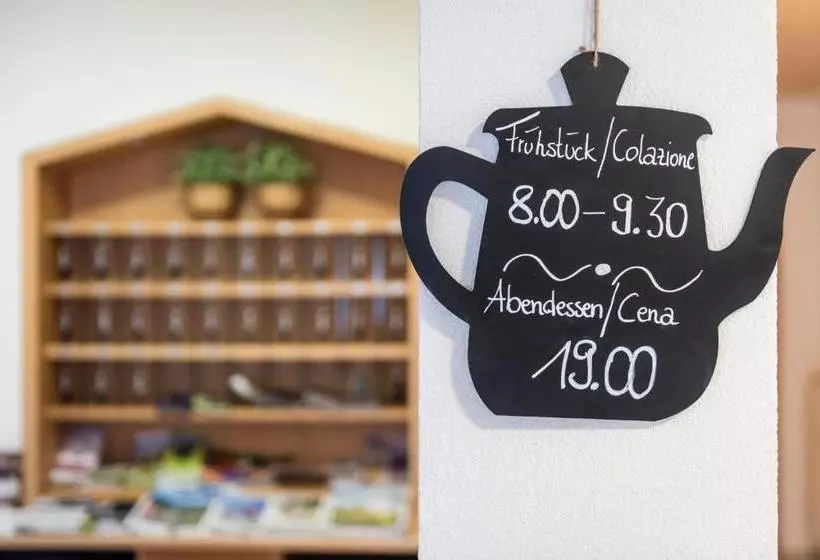 Frühstück/Colazione
8.00-9.30
Abendessen/Cena
19.00